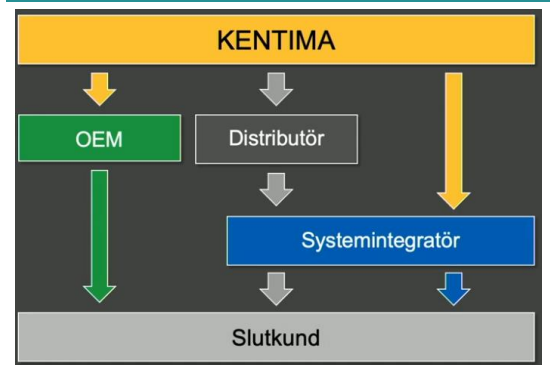 KENTIMA
OEM
Distributör
Systemintegratör
Slutkund